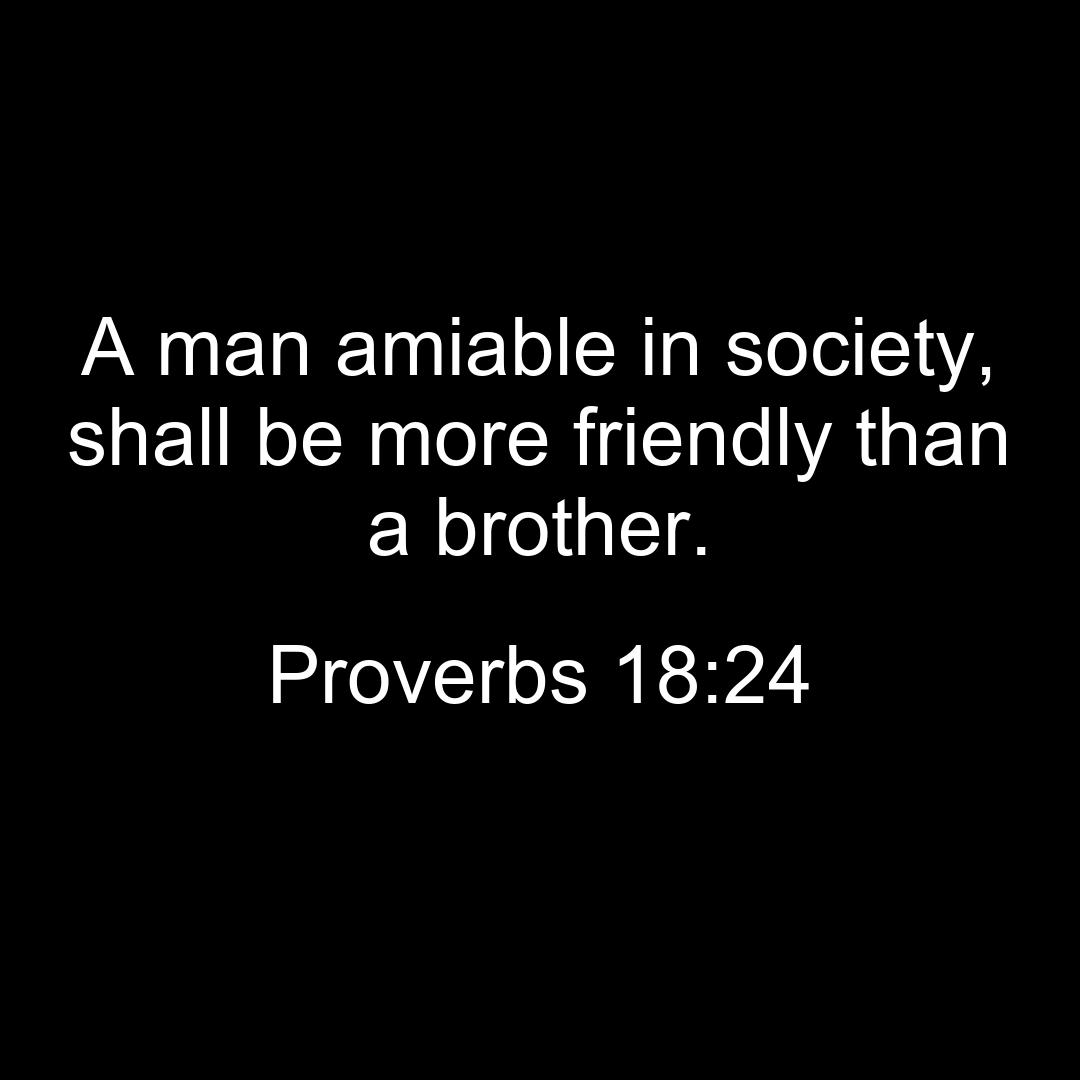 A man amiable in society,
shall be more friendly than
a brother.
Proverbs 18:24